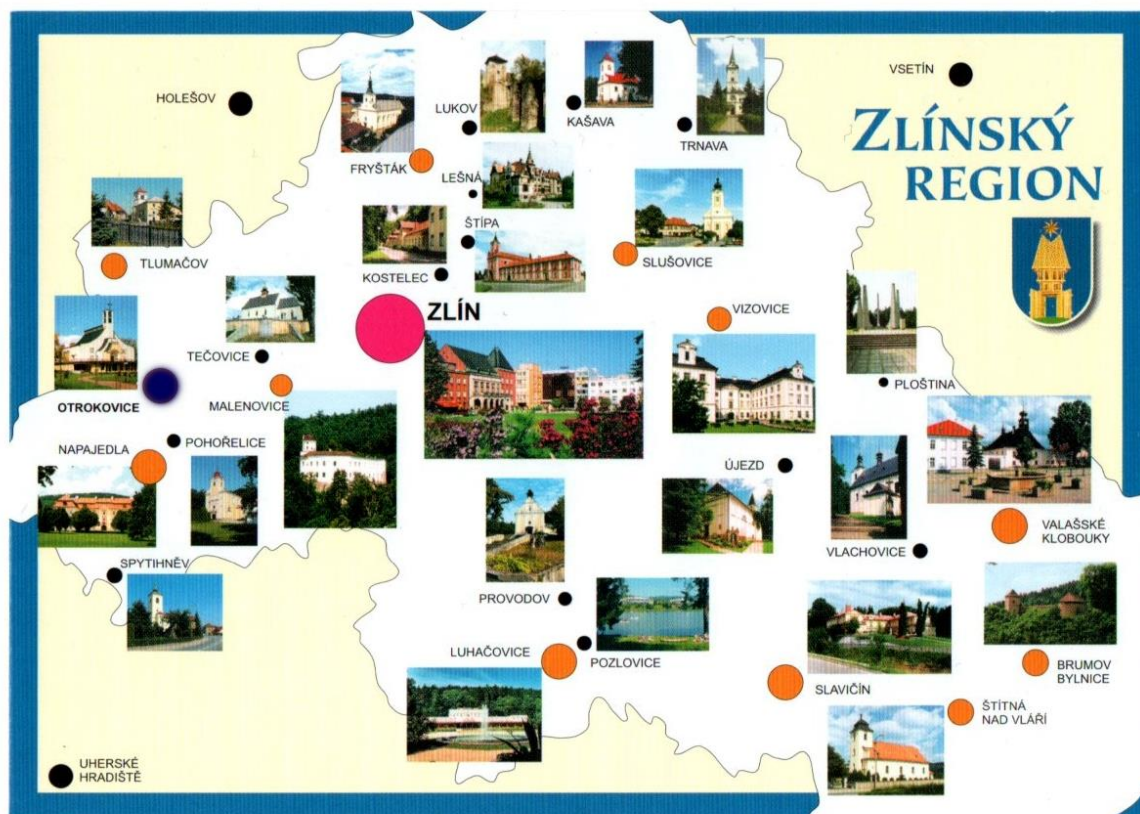 ZLÍNSKÝ
REGION
HOLEŠOV
VSETÍN
LUKOV
KAŠAVA
TRNAVA
FRYŠTÁK
LEŠNÁ
ŠTÍPA
TLUMAČOV
KOSTELEC
SLUŠOVICE
ZLÍN
VIZOVICE
TEČOVICE
PLOŠTINA
OTROKOVICE
MALENOVICE
NAPAJEDLA
POHOŘELICE
ÚJEZD
VALAŠSKÉ
KLOBOUKY
VLACHOVICE
SPYTIHNĚV
PROVODOV
LUHAČOVICE
POZLOVICE
BRUMOV
BYLNICE
SLAVIČÍN
ŠTÍTNÁ
NAD VLÁŘÍ
UHERSKÉ
HRADIŠTĚ